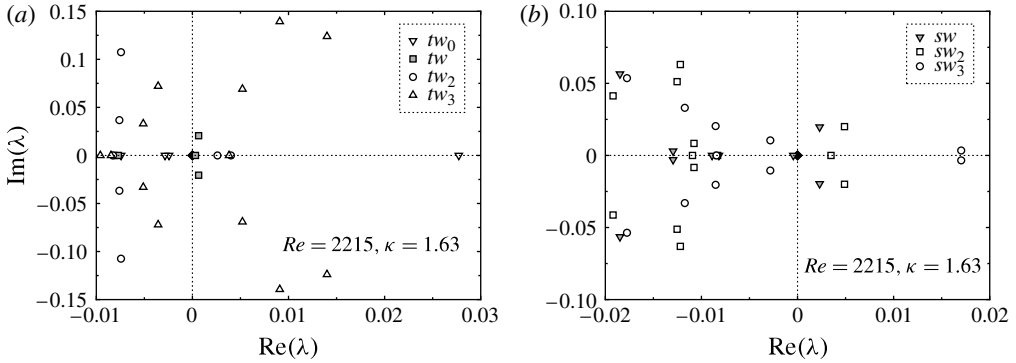 (a)
0.15
0.1
0.05
0
−0.05
−0.10
−0.15
Im(λ)
tw0
tw
tw2
tw3
Re = 2215, κ = 1.63
−0.01
0
0.01
0.02
0.03
Re(λ)
(b)
0.10
0.05
0
−0.05
−0.10
sw
sw2
sw3
Re = 2215, κ = 1.63
−0.02
−0.01
0
0.01
0.02
Re(λ)